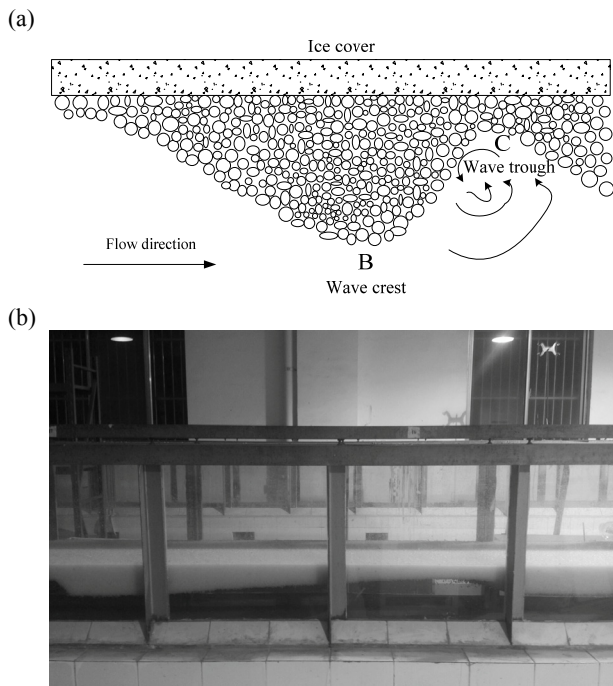 (a)
Ice cover
C
Wave trough
Flow direction
B
Wave crest
(b)